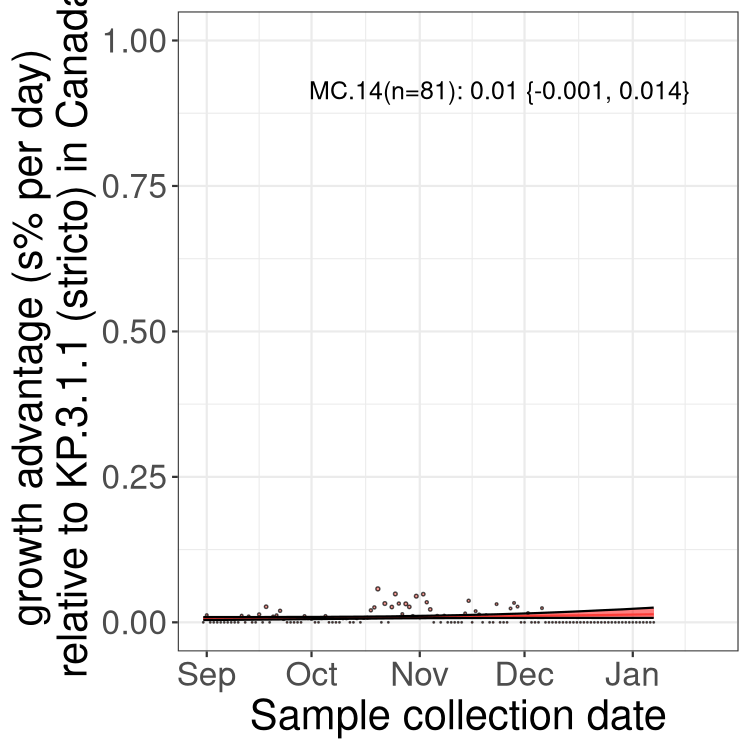 growth advantage (s% per day)
relative to KP.3.1.1 (stricto) in Canada
1.00
0.75
0.50
0.25
0.00
MC.14(n=81): 0.01 {-0.001, 0.014}
Sep Oct Nov Dec Jan
Sample collection date